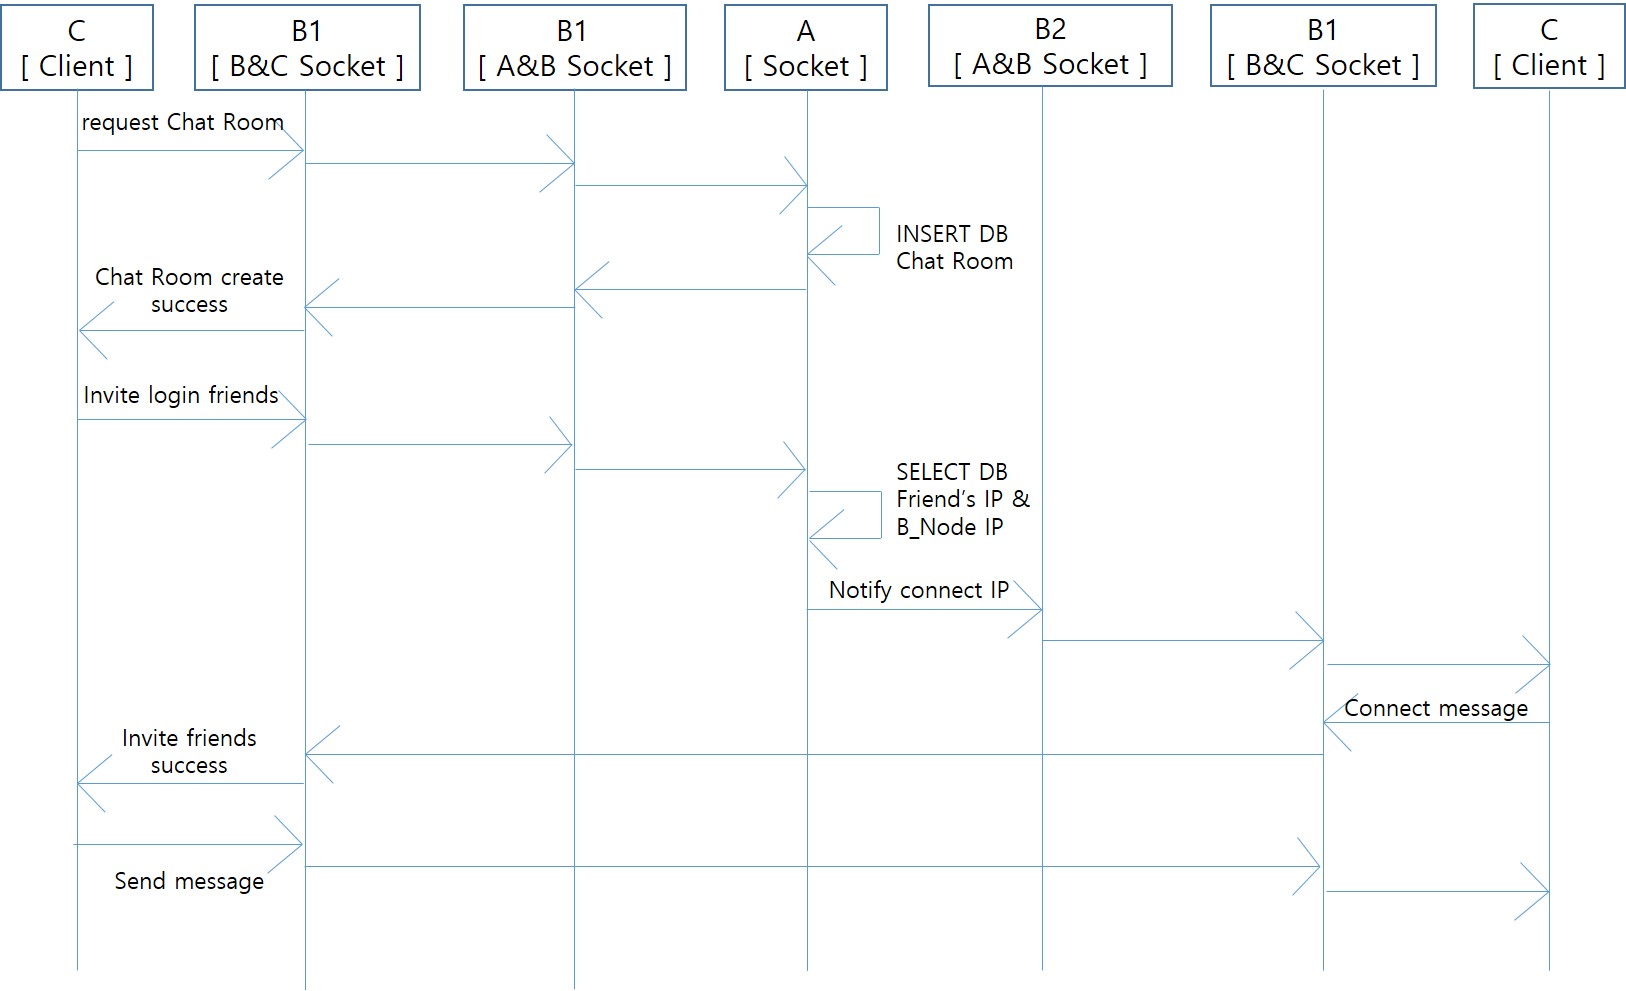 C
[ Client ]
B1
[ B&C Socket ]
B1
[ A&B Socket ]
A
[ Socket ]
B2
[ A&B Socket ]
B1
[ B&C Socket ]
C
[ Client ]
request Chat Room
INSERT DB
Chat Room
Chat Room create
success
Invite login friends
SELECT DB
Friend’s IP &
B_Node IP
Notify connect IP
Connect message
Invite friends
success
Send message